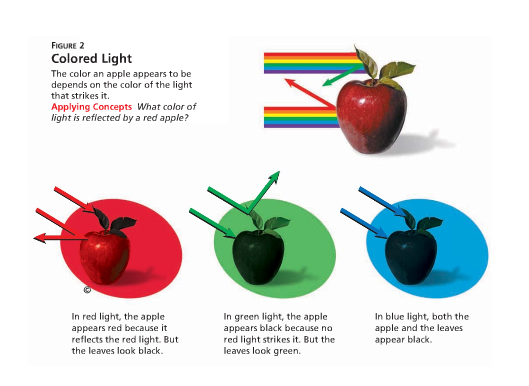 FIGURE 2
Colored Light
The color an apple appears to be
depends on the color of the light
that strikes it.
Applying Concepts What color of
light is reflected by a red apple?
©
In red light, the apple
appears red because it
reflects the red light. But
the leaves look black.
In green light, the apple
appears black because no
red light strikes it. But the
leaves look green.
In blue light, both the
apple and the leaves
appear black.